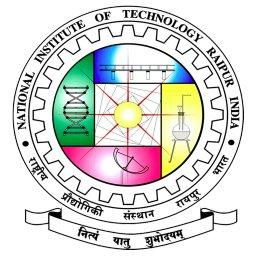 NATIONAL INSTITUTE OF TECHNOLOGY RAIPUR INDIA
राष्ट्रीय प्रौद्योगिकी संस्थान रायपुर भारत
नित्यं यातु शुभोदयम्